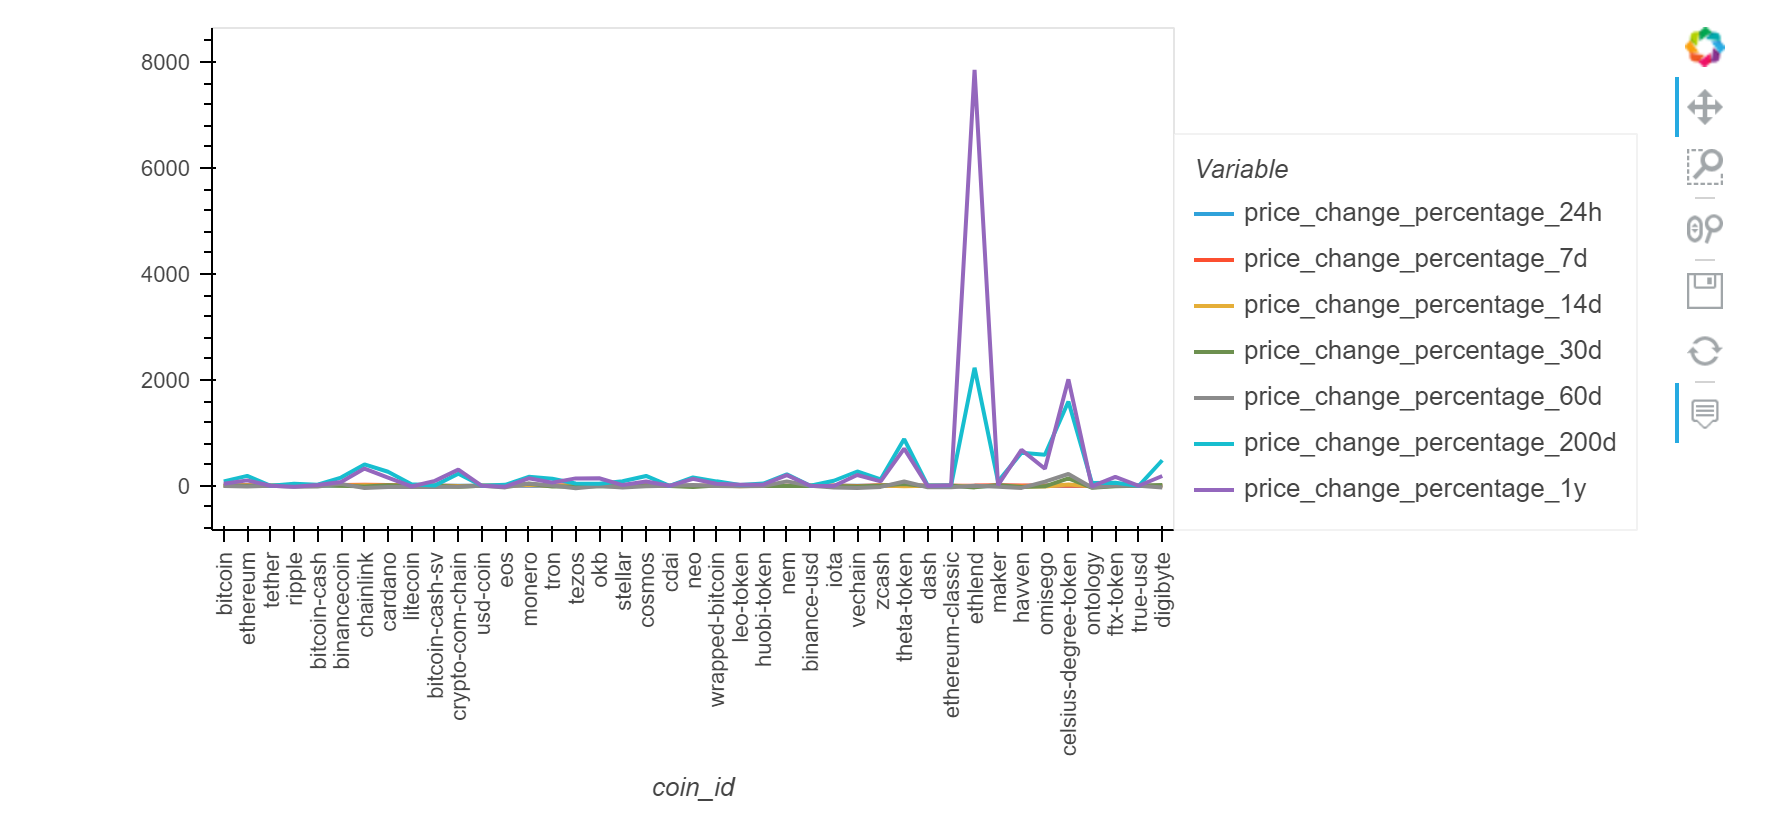 8000
6000
4000
2000
0
Variable
price_change_percentage_24h
price_change_percentage_7d
price_change_percentage_14d
price_change_percentage_30d
price_change_percentage_60d
price_change_percentage_200d
price_change_percentage_1y
bitcoin
ethereum
tether
ripple
bitcoin-cash
binancecoin
chainlink
cardano
litecoin
bitcoin-cash-sv
crypto-com-chain
usd-coin
eos
monero
tron
tezos
okb
stellar
cosmos
cdai
neo
wrapped-bitcoin
leo-token
huobi-token
nem
binance-usd
iota
vechain
zcash
theta-token
dash
ethereum-classic
ethlend
maker
havven
omisego
celsius-degree-token
ontology
ftx-token
true-usd
digibyte
coin_id